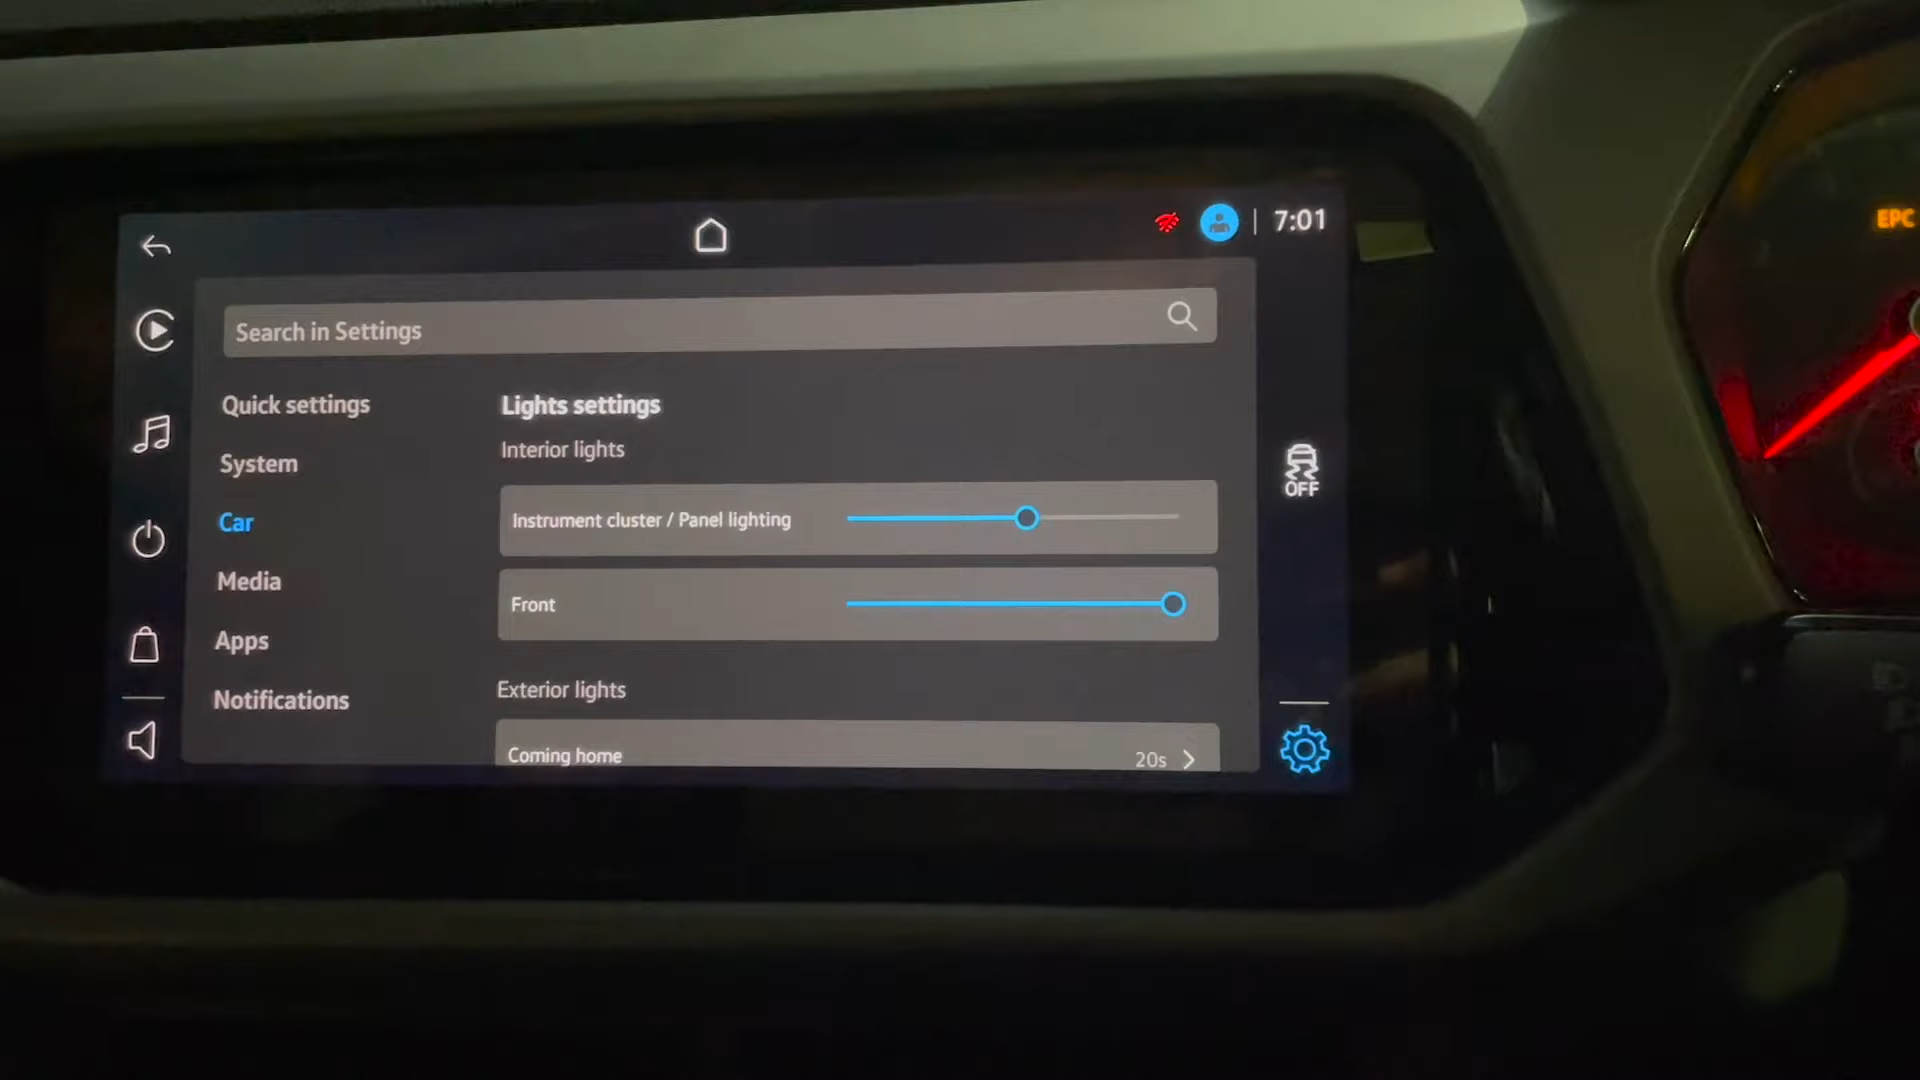 7:01
Search in Settings
Quick settings
System
Car
Media
Apps
Notifications
Lights settings
Interior lights
Instrument cluster / Panel lighting
Front
Exterior lights
Coming home 20s
OFF
EPC